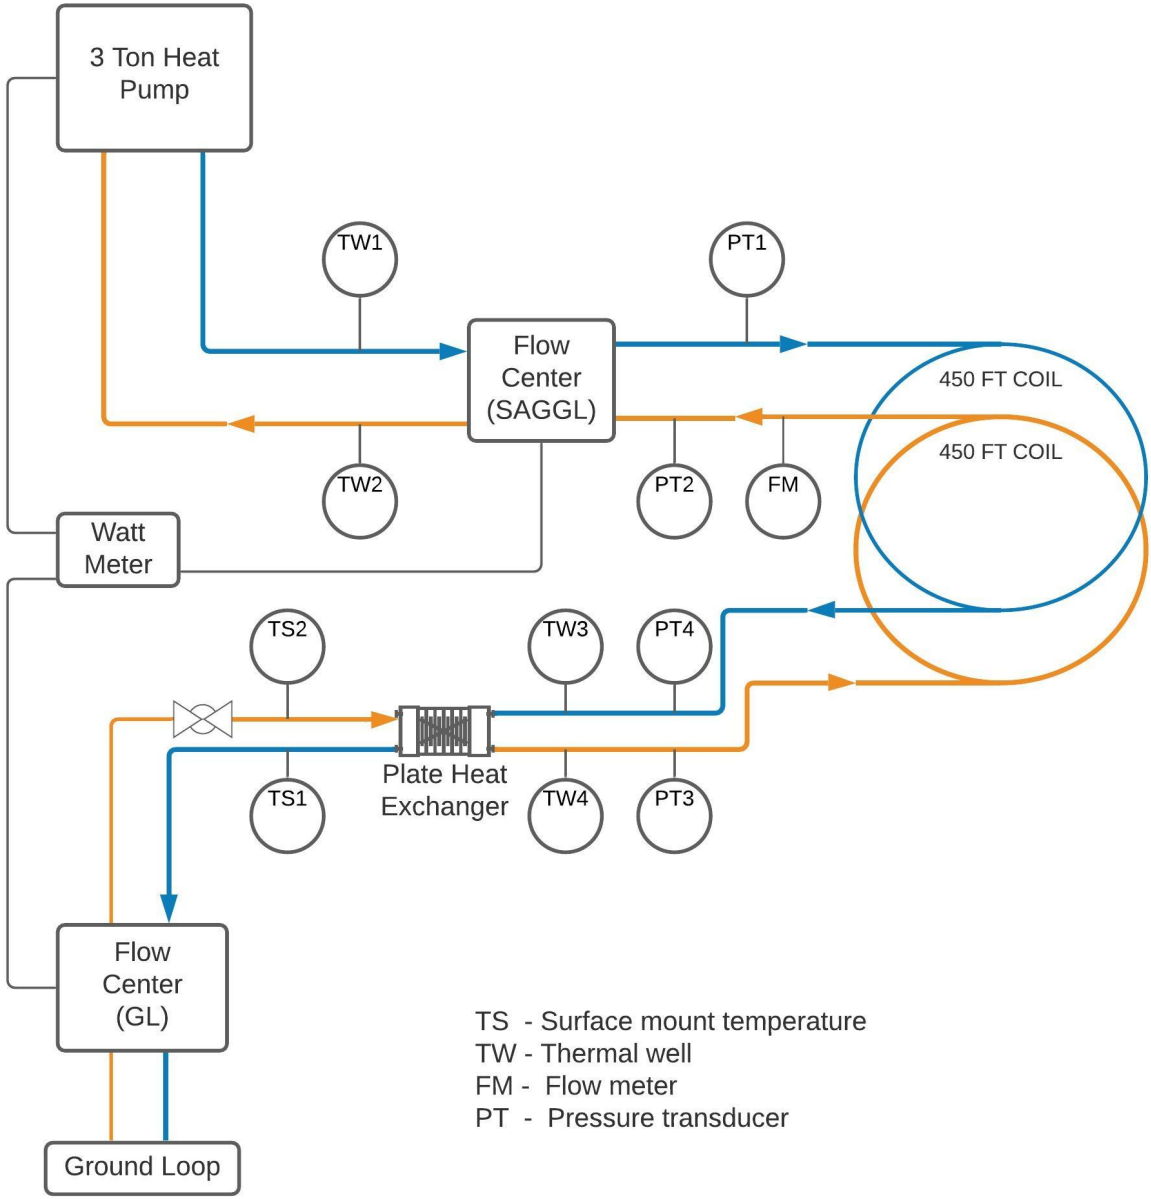 3 Ton Heat
Pump
TW1
PT1
Flow
Center
(SAGGL)
450 FT COIL
450 FT COIL
TW2
PT2
FM
Watt
Meter
TS2
TW3
PT4
Plate Heat
Exchanger
TS1
TW4
PT3
Flow
Center
(GL)
TS - Surface mount temperature
TW - Thermal well
FM - Flow meter
PT - Pressure transducer
Ground Loop